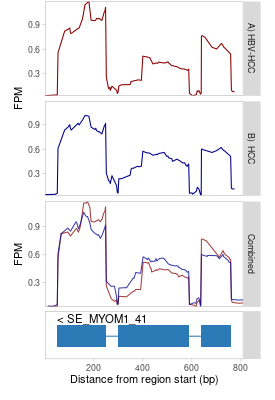 0.9
0.6
0.3
A) HBV-HCC
FPM
0.9
0.6
0.3
B) HCC
0.9
0.6
0.3
Combined
FPM
< SE_MYOM1_41
200
400
600
800
Distance from region start (bp)